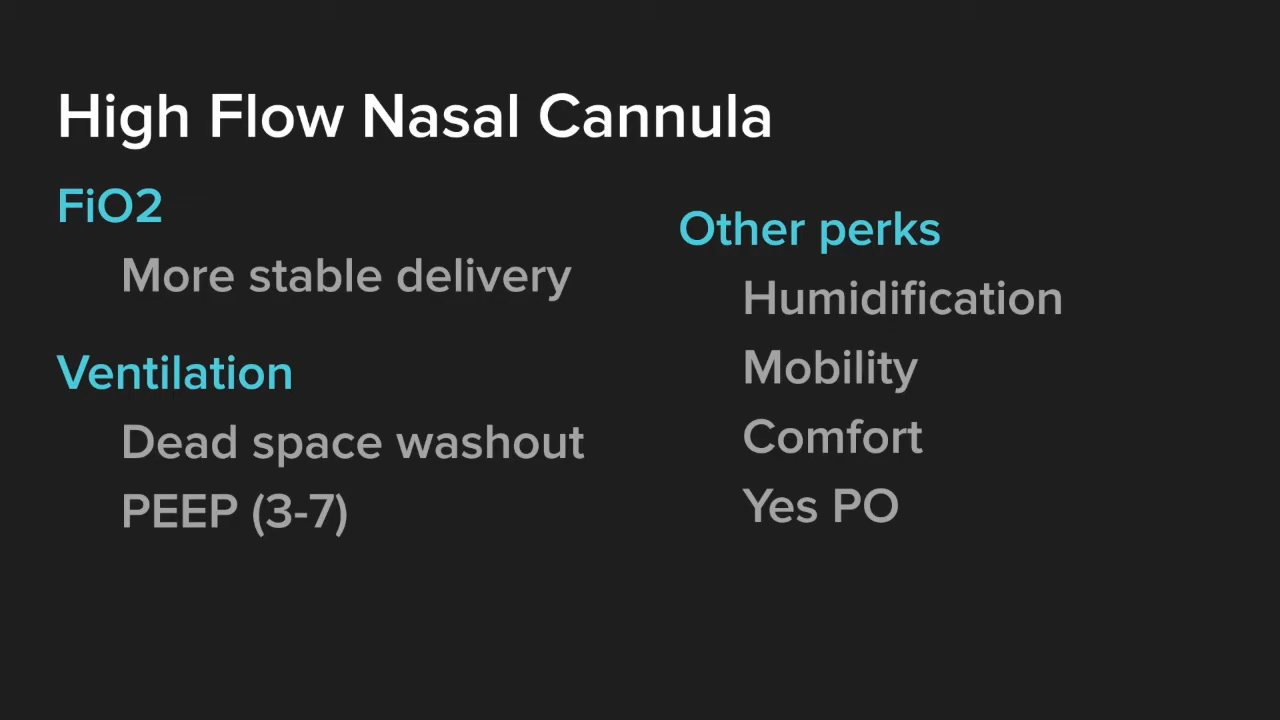 High Flow Nasal Cannula
FiO2
More stable delivery
Ventilation
Dead space washout
PEEP (3-7)
Other perks
Humidification
Mobility
Comfort
Yes PO